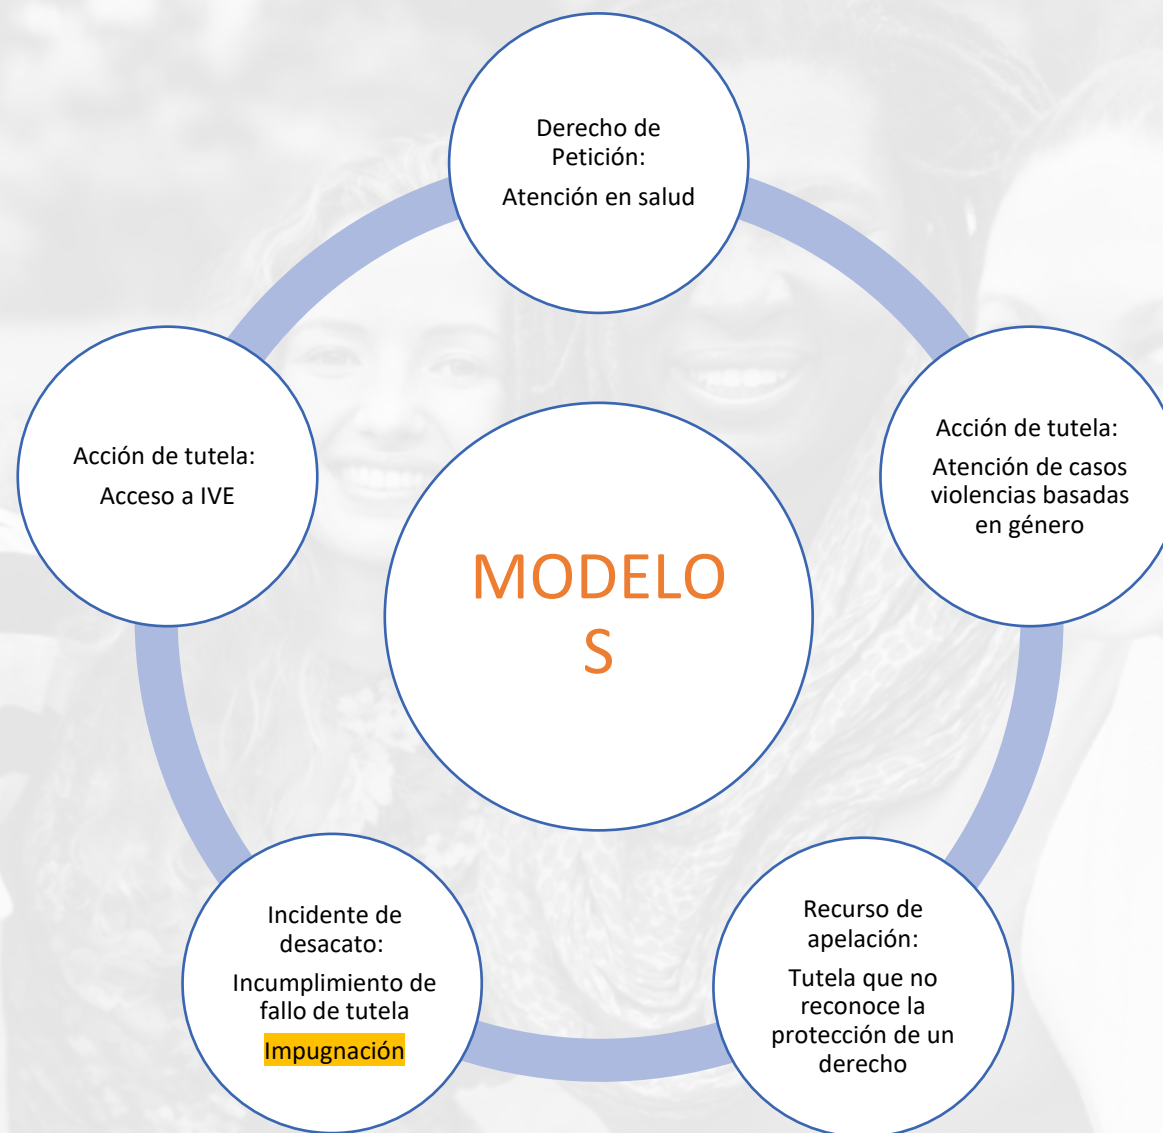 Derecho de
Petición:
Atención en salud
Acción de tutela:
Atención de casos
violencias basadas
en género
Recurso de
apelación:
Tutela que no
reconoce la
protección de un
derecho
Incidente de
desacato:
Incumplimiento de
fallo de tutela
Impugnación
Acción de tutela:
Acceso a IVE
MODELO
S